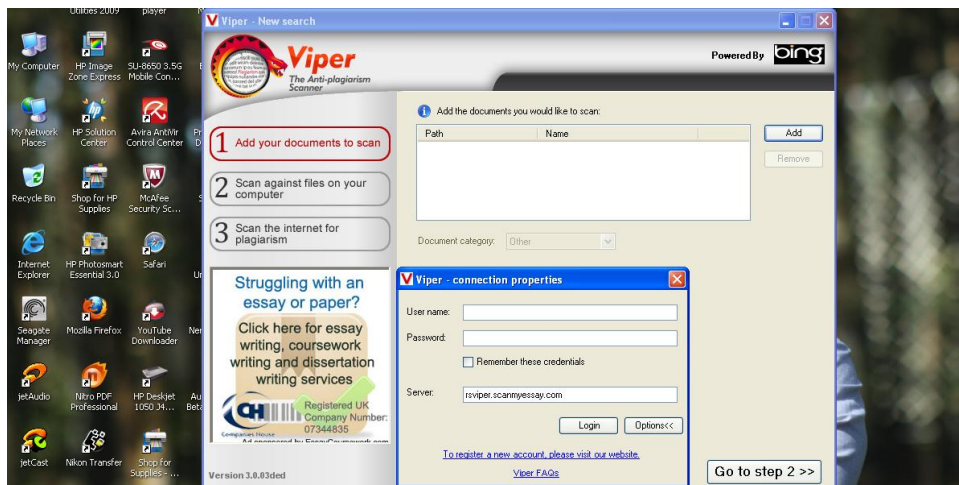 Utilities 2009
player
My Computer
HP Image
Zone Express
SU-8650 3.5G
Mobile Con...
My Network
Places
HP Solution
Center
Avira AntiVir
Control Center
Recycle Bin
Shop for HP
Supplies
McAfee
Security Sc...
Internet
Explorer
HP Photosmart
Essential 3.0
Safari
Seagate
Manager
Mozilla Firefox
YouTube
Downloader
jetAudio
Nitro PDF
Professional
HP Deskjet
1050 J4...
jetCast
Nikon Transfer
Shop for
Supplies - ...
Viper - New search
Viper
The Anti-plagiarism
Scanner
Powered By bing
1 Add your documents to scan
2 Scan against files on your
computer
3 Scan the internet for
plagiarism
Struggling with an
essay or paper?
Click here for essay
writing, coursework
writing and dissertation
writing services
CH
Companies House
Registered UK
Company Number:
07344835
Ad sponsored by EssayCoursework.com
Version 3.0.03ded
Add the documents you would like to scan:
Path Name
Add
Remove
Document category: Other
Viper - connection properties
User name:
Password:
Remember these credentials
Server: rsviper.scanmyessay.com
Login Options<<
To register a new account, please visit our website.
Viper FAQs
Go to step 2 >>